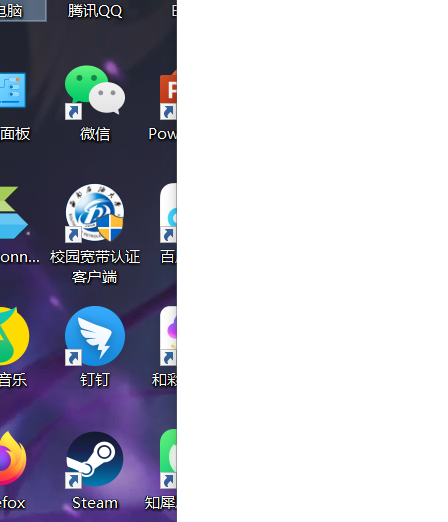 电脑
腾讯QQ
面板
微信
Pow
onn...
校园宽带认证
客户端
百
音乐
钉钉
和彩
efox
Steam
知犀